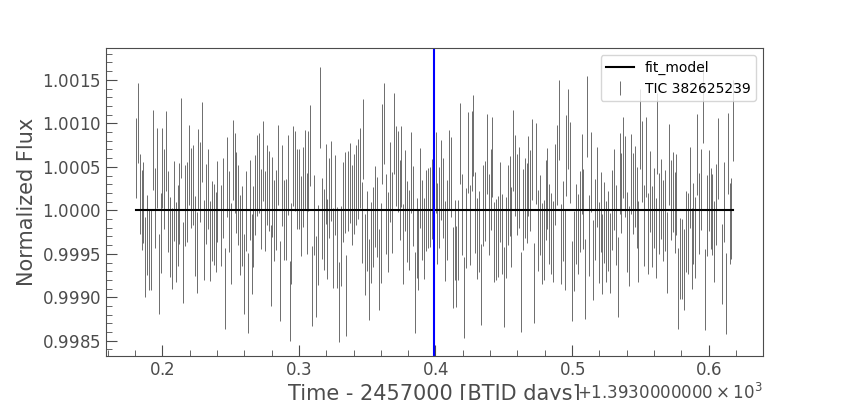 fit_model
TIC 382625239
Normalized Flux
1.0015
1.0010
1.0005
1.0000
0.9995
0.9990
0.9985
0.2
0.3
0.4
0.5
0.6
Time - 2457000 [BTJD days]
+1.3930000000 × 10³